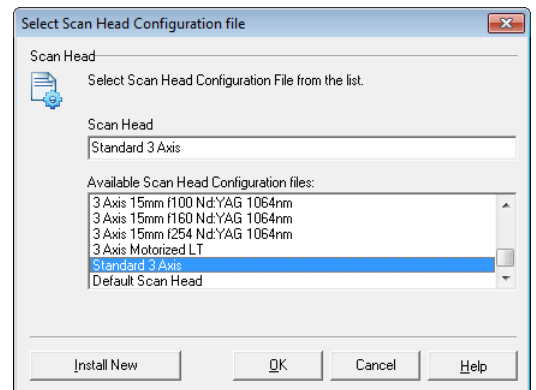 Select Scan Head Configuration file
Scan Head
Select Scan Head Configuration File from the list.
Scan Head
Standard 3 Axis
Available Scan Head Configuration files:
3 Axis 15mm f100 Nd:YAG 1064nm
3 Axis 15mm f160 Nd:YAG 1064nm
3 Axis 15mm f254 Nd:YAG 1064nm
3 Axis Motorized LT
Standard 3 Axis
Default Scan Head
Install New OK Cancel Help